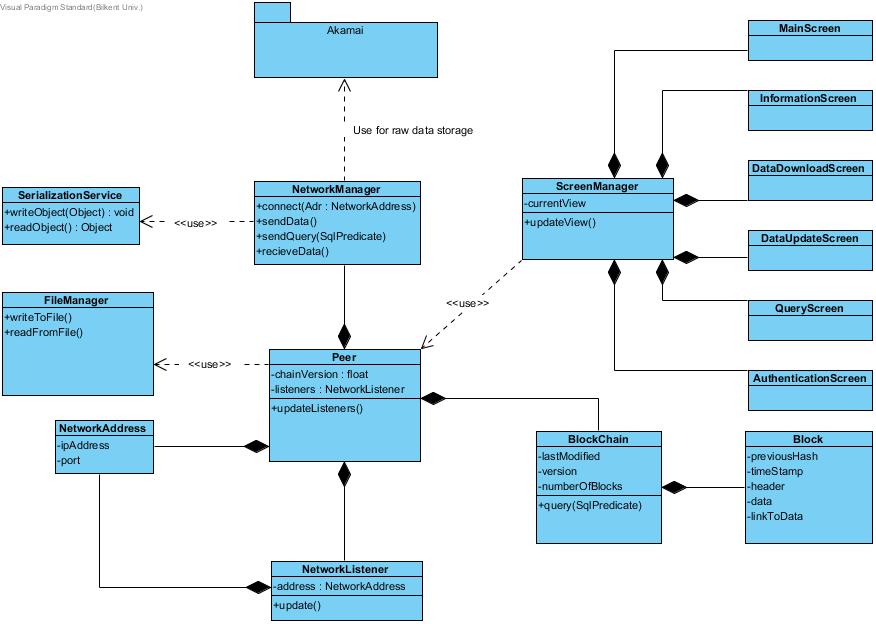 Visual Paradigm Standard(Bilkent Univ.)
Akamai
Use for raw data storage
NetworkManager
+connect(Adr : NetworkAddress)
+sendData()
+sendQuery(SqlPredicate)
+recieveData()
SerializationService
+writeObject(Object) : void
+readObject() : Object
<<use>>
FileManager
+writeToFile()
+readFromFile()
<<use>>
Peer
-chainVersion : float
-listeners : NetworkListener
+updateListeners()
NetworkAddress
-ipAddress
-port
NetworkListener
-address : NetworkAddress
+update()
<<use>>
ScreenManager
-currentView
+updateView()
MainScreen
InformationScreen
DataDownloadScreen
DataUpdateScreen
QueryScreen
AuthenticationScreen
BlockChain
-lastModified
-version
-numberOfBlocks
+query(SqlPredicate)
Block
-previousHash
-timeStamp
-header
-data
-linkToData